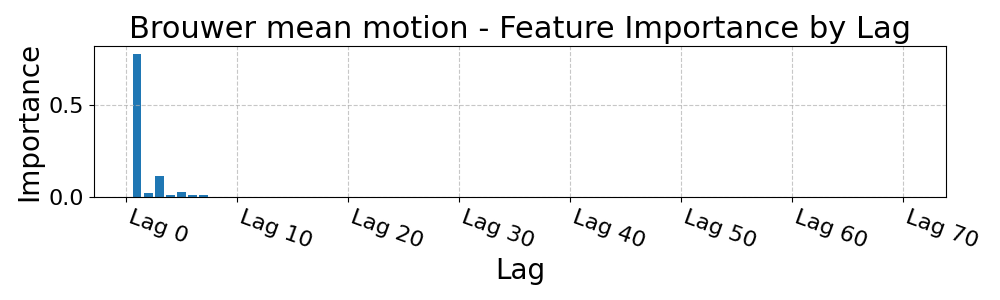 Brouwer mean motion - Feature Importance by Lag
Importance
0.5
0.0
Lag 0 Lag 10 Lag 20 Lag 30 Lag 40 Lag 50 Lag 60 Lag 70
Lag